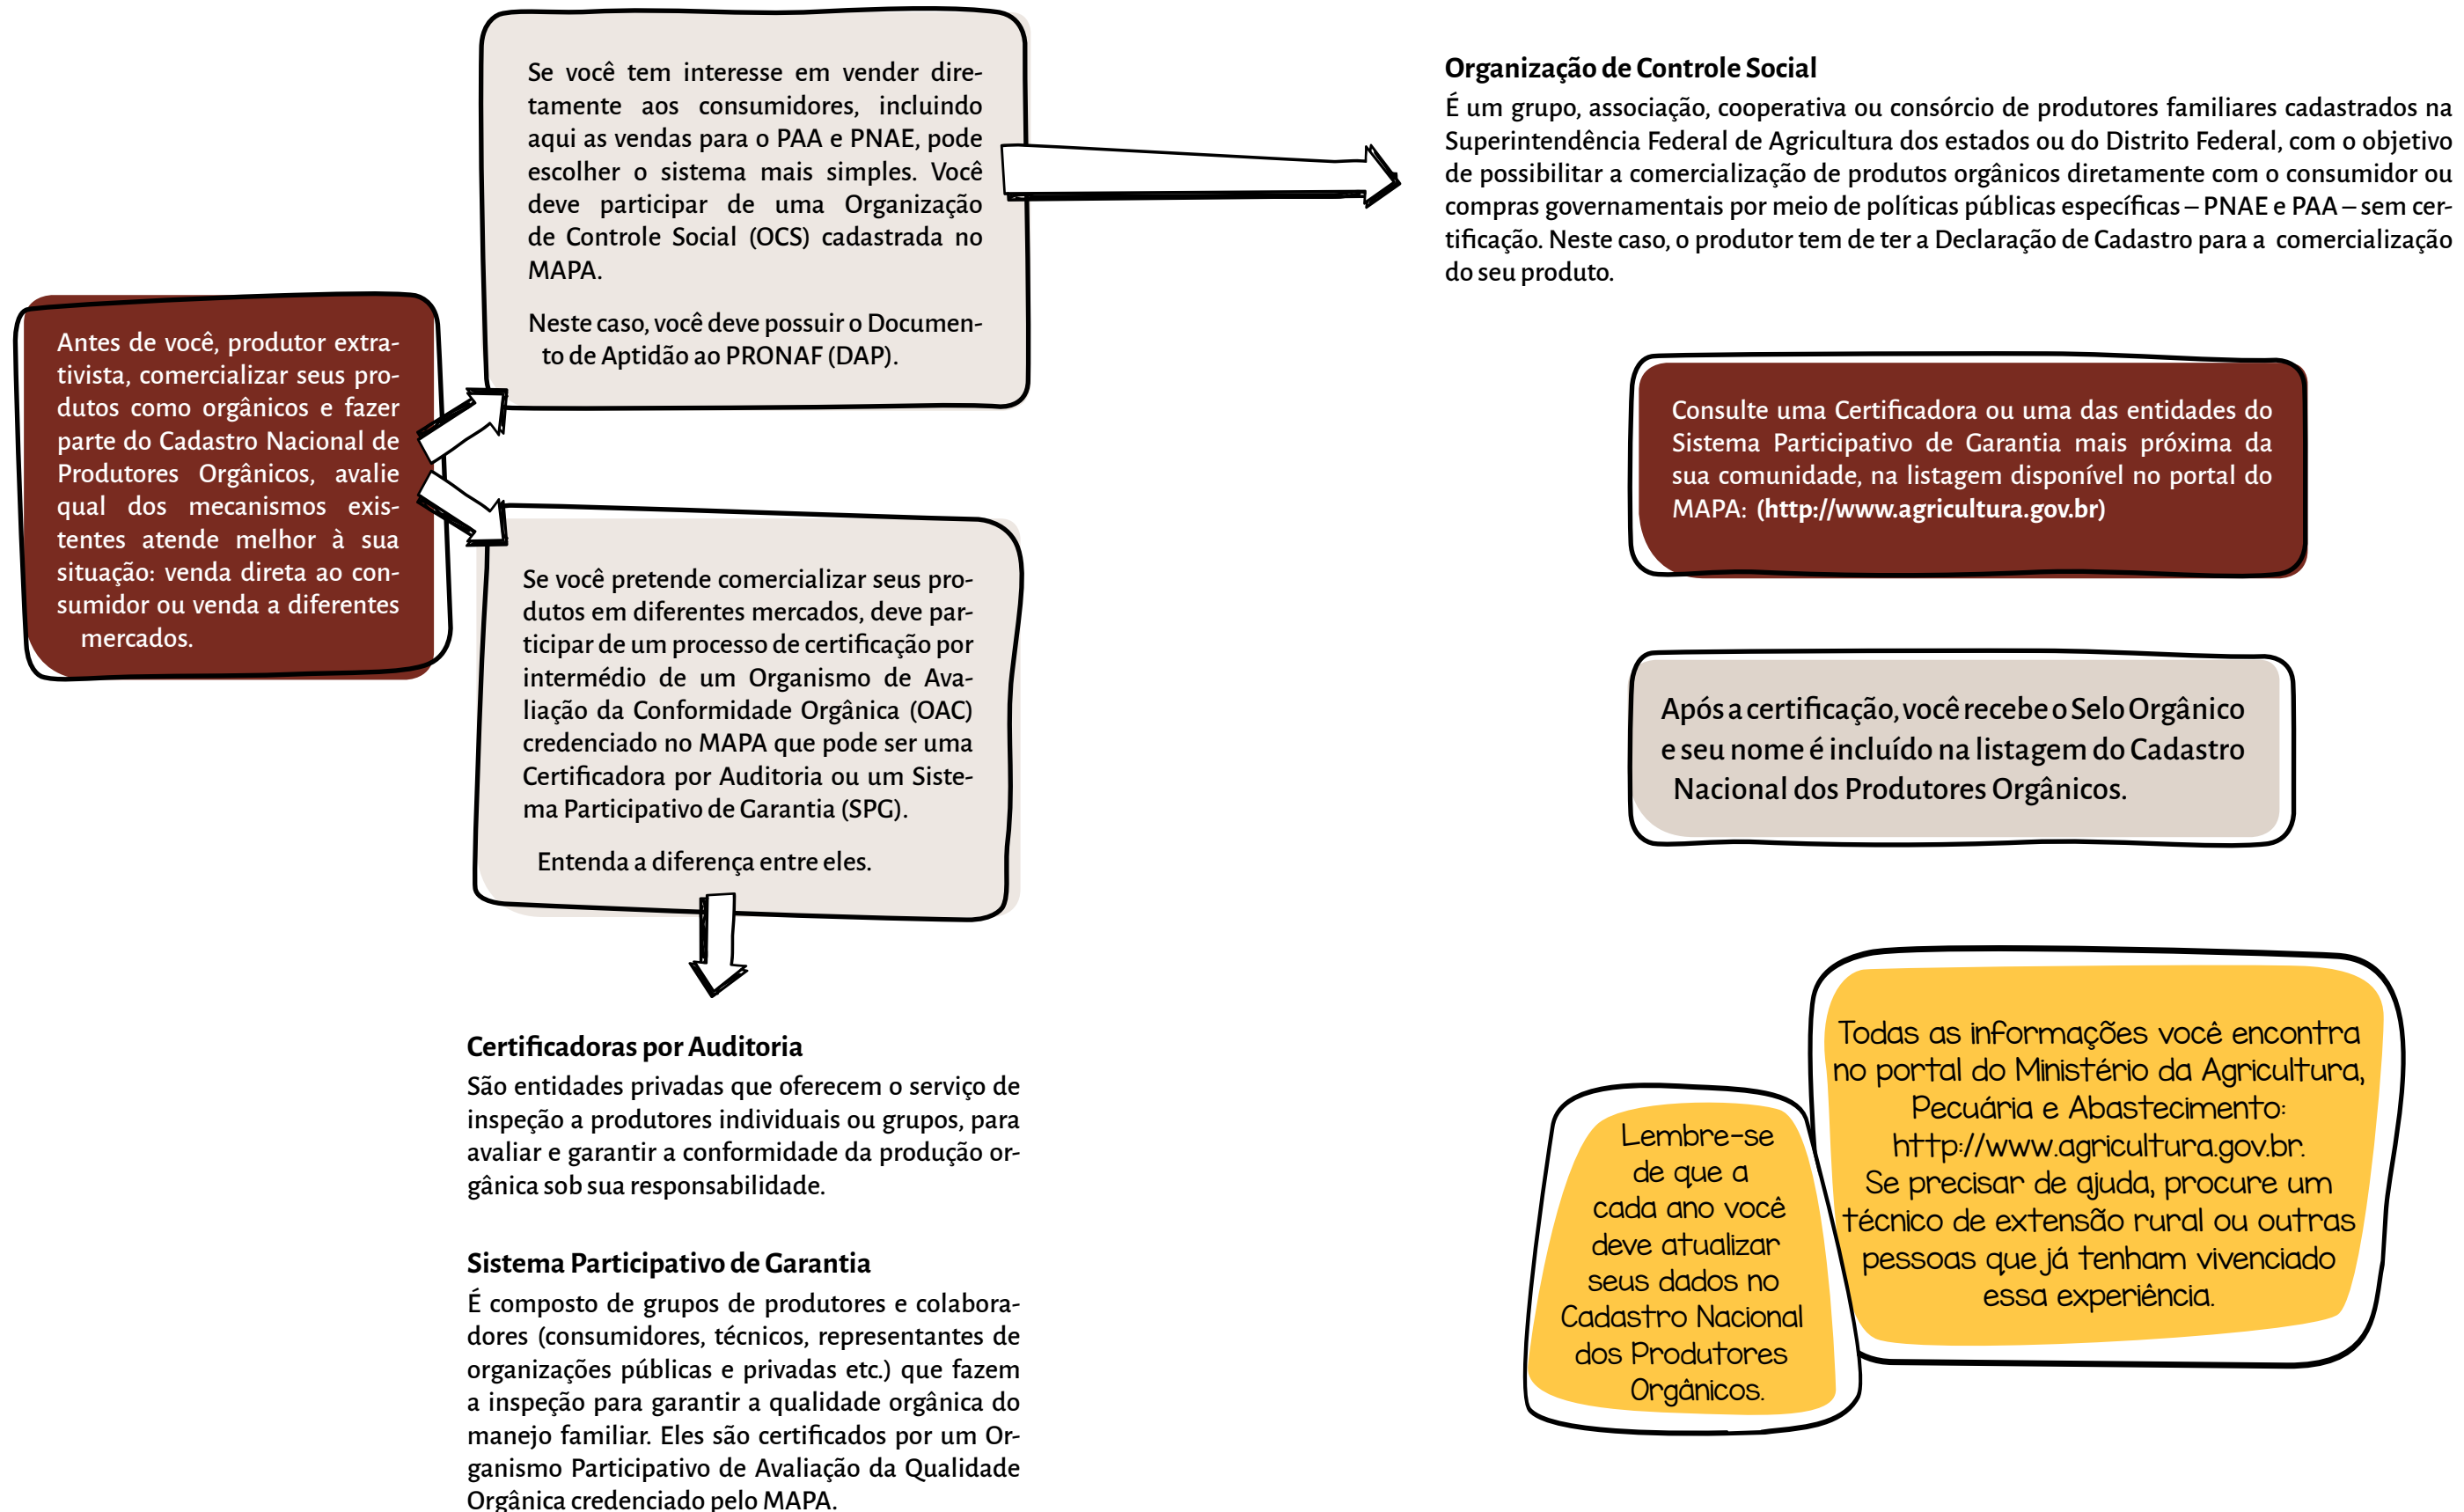 Antes de você, produtor extra-
tivista, comercializar seus pro-
dutos como orgânicos e fazer
parte do Cadastro Nacional de
Produtores Orgânicos, avalie
qual dos mecanismos exis-
tentes atende melhor à sua
situação: venda direta ao con-
sumidor ou venda a diferentes
mercados.
Se você tem interesse em vender dire-
tamente aos consumidores, incluindo
aqui as vendas para o PAA e PNAE, pode
escolher o sistema mais simples. Você
deve participar de uma Organização
de Controle Social (OCS) cadastrada no
MAPA.
Neste caso, você deve possuir o Documen-
to de Aptidão ao PRONAF (DAP).
Organização de Controle Social
É um grupo, associação, cooperativa ou consórcio de produtores familiares cadastrados na
Superintendência Federal de Agricultura dos estados ou do Distrito Federal, com o objetivo
de possibilitar a comercialização de produtos orgânicos diretamente com o consumidor ou
compras governamentais por meio de políticas públicas específicas – PNAE e PAA – sem cer-
tificação. Neste caso, o produtor tem de ter a Declaração de Cadastro para a comercialização
do seu produto.
Se você pretende comercializar seus pro-
dutos em diferentes mercados, deve par-
ticipar de um processo de certificação por
intermédio de um Organismo de Ava-
liação da Conformidade Orgânica (OAC)
credenciado no MAPA que pode ser uma
Certificadora por Auditoria ou um Siste-
ma Participativo de Garantia (SPG).
Entenda a diferença entre eles.
Certificadoras por Auditoria
São entidades privadas que oferecem o serviço de
inspeção a produtores individuais ou grupos, para
avaliar e garantir a conformidade da produção or-
gânica sob sua responsabilidade.
Sistema Participativo de Garantia
É composto de grupos de produtores e colabora-
dores (consumidores, técnicos, representantes de
organizações públicas e privadas etc.) que fazem
a inspeção para garantir a qualidade orgânica do
manejo familiar. Eles são certificados por um Or-
ganismo Participativo de Avaliação da Qualidade
Orgânica credenciado pelo MAPA.
Consulte uma Certificadora ou uma das entidades do
Sistema Participativo de Garantia mais próxima da
sua comunidade, na listagem disponível no portal do
MAPA: (http://www.agricultura.gov.br)
Após a certificação, você recebe o Selo Orgânico
e seu nome é incluído na listagem do Cadastro
Nacional dos Produtores Orgânicos.
Lembre-se
de que a
cada ano você
deve atualizar
seus dados no
Cadastro Nacional
dos Produtores
Orgânicos.
Todas as informações você encontra
no portal do Ministério da Agricultura,
Pecuária e Abastecimento:
http://www.agricultura.gov.br.
Se precisar de ajuda, procure um
técnico de extensão rural ou outras
pessoas que já tenham vivenciado
essa experiência.